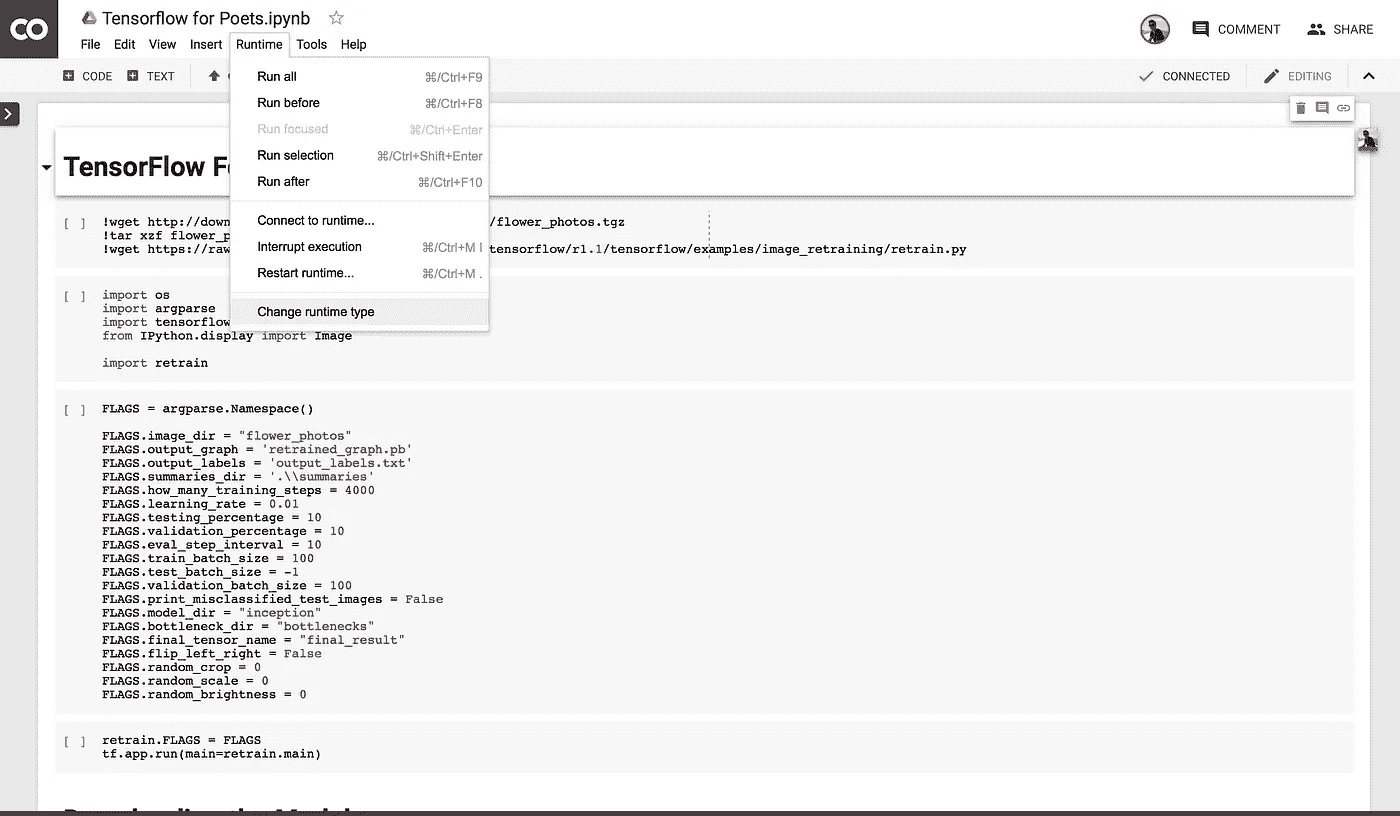 CO
Tensorflow for Poets.ipynb
COMMENT
SHARE
File Edit View Insert Runtime Tools Help
CODE TEXT
CONNECTED
EDITING
Run all ⌘/Ctrl+F9
Run before ⌘/Ctrl+F8
Run focused ⌘/Ctrl+Enter
Run selection ⌘/Ctrl+Shift+Enter
Run after ⌘/Ctrl+F10
Connect to runtime...
Interrupt execution ⌘/Ctrl+M I
Restart runtime... ⌘/Ctrl+M .
Change runtime type
TensorFlow
[ ] !wget http://down /flower_photos.tgz
!tar xzf flower_p
!wget https://raw tensorflow/r1.1/tensorflow/examples/image_retraining/retrain.py
[ ] import os
import argparse
import tensorflow
from IPython.display import Image
import retrain
[ ] FLAGS = argparse.Namespace()
FLAGS.image_dir = "flower_photos"
FLAGS.output_graph = 'retrained_graph.pb'
FLAGS.output_labels = 'output_labels.txt'
FLAGS.summaries_dir = '.\\summaries'
FLAGS.how_many_training_steps = 4000
FLAGS.learning_rate = 0.01
FLAGS.testing_percentage = 10
FLAGS.validation_percentage = 10
FLAGS.eval_step_interval = 10
FLAGS.train_batch_size = 100
FLAGS.test_batch_size = -1
FLAGS.validation_batch_size = 100
FLAGS.print_misclassified_test_images = False
FLAGS.model_dir = "inception"
FLAGS.bottleneck_dir = "bottlenecks"
FLAGS.final_tensor_name = "final_result"
FLAGS.flip_left_right = False
FLAGS.random_crop = 0
FLAGS.random_scale = 0
FLAGS.random_brightness = 0
[ ] retrain.FLAGS = FLAGS
tf.app.run(main=retrain.main)